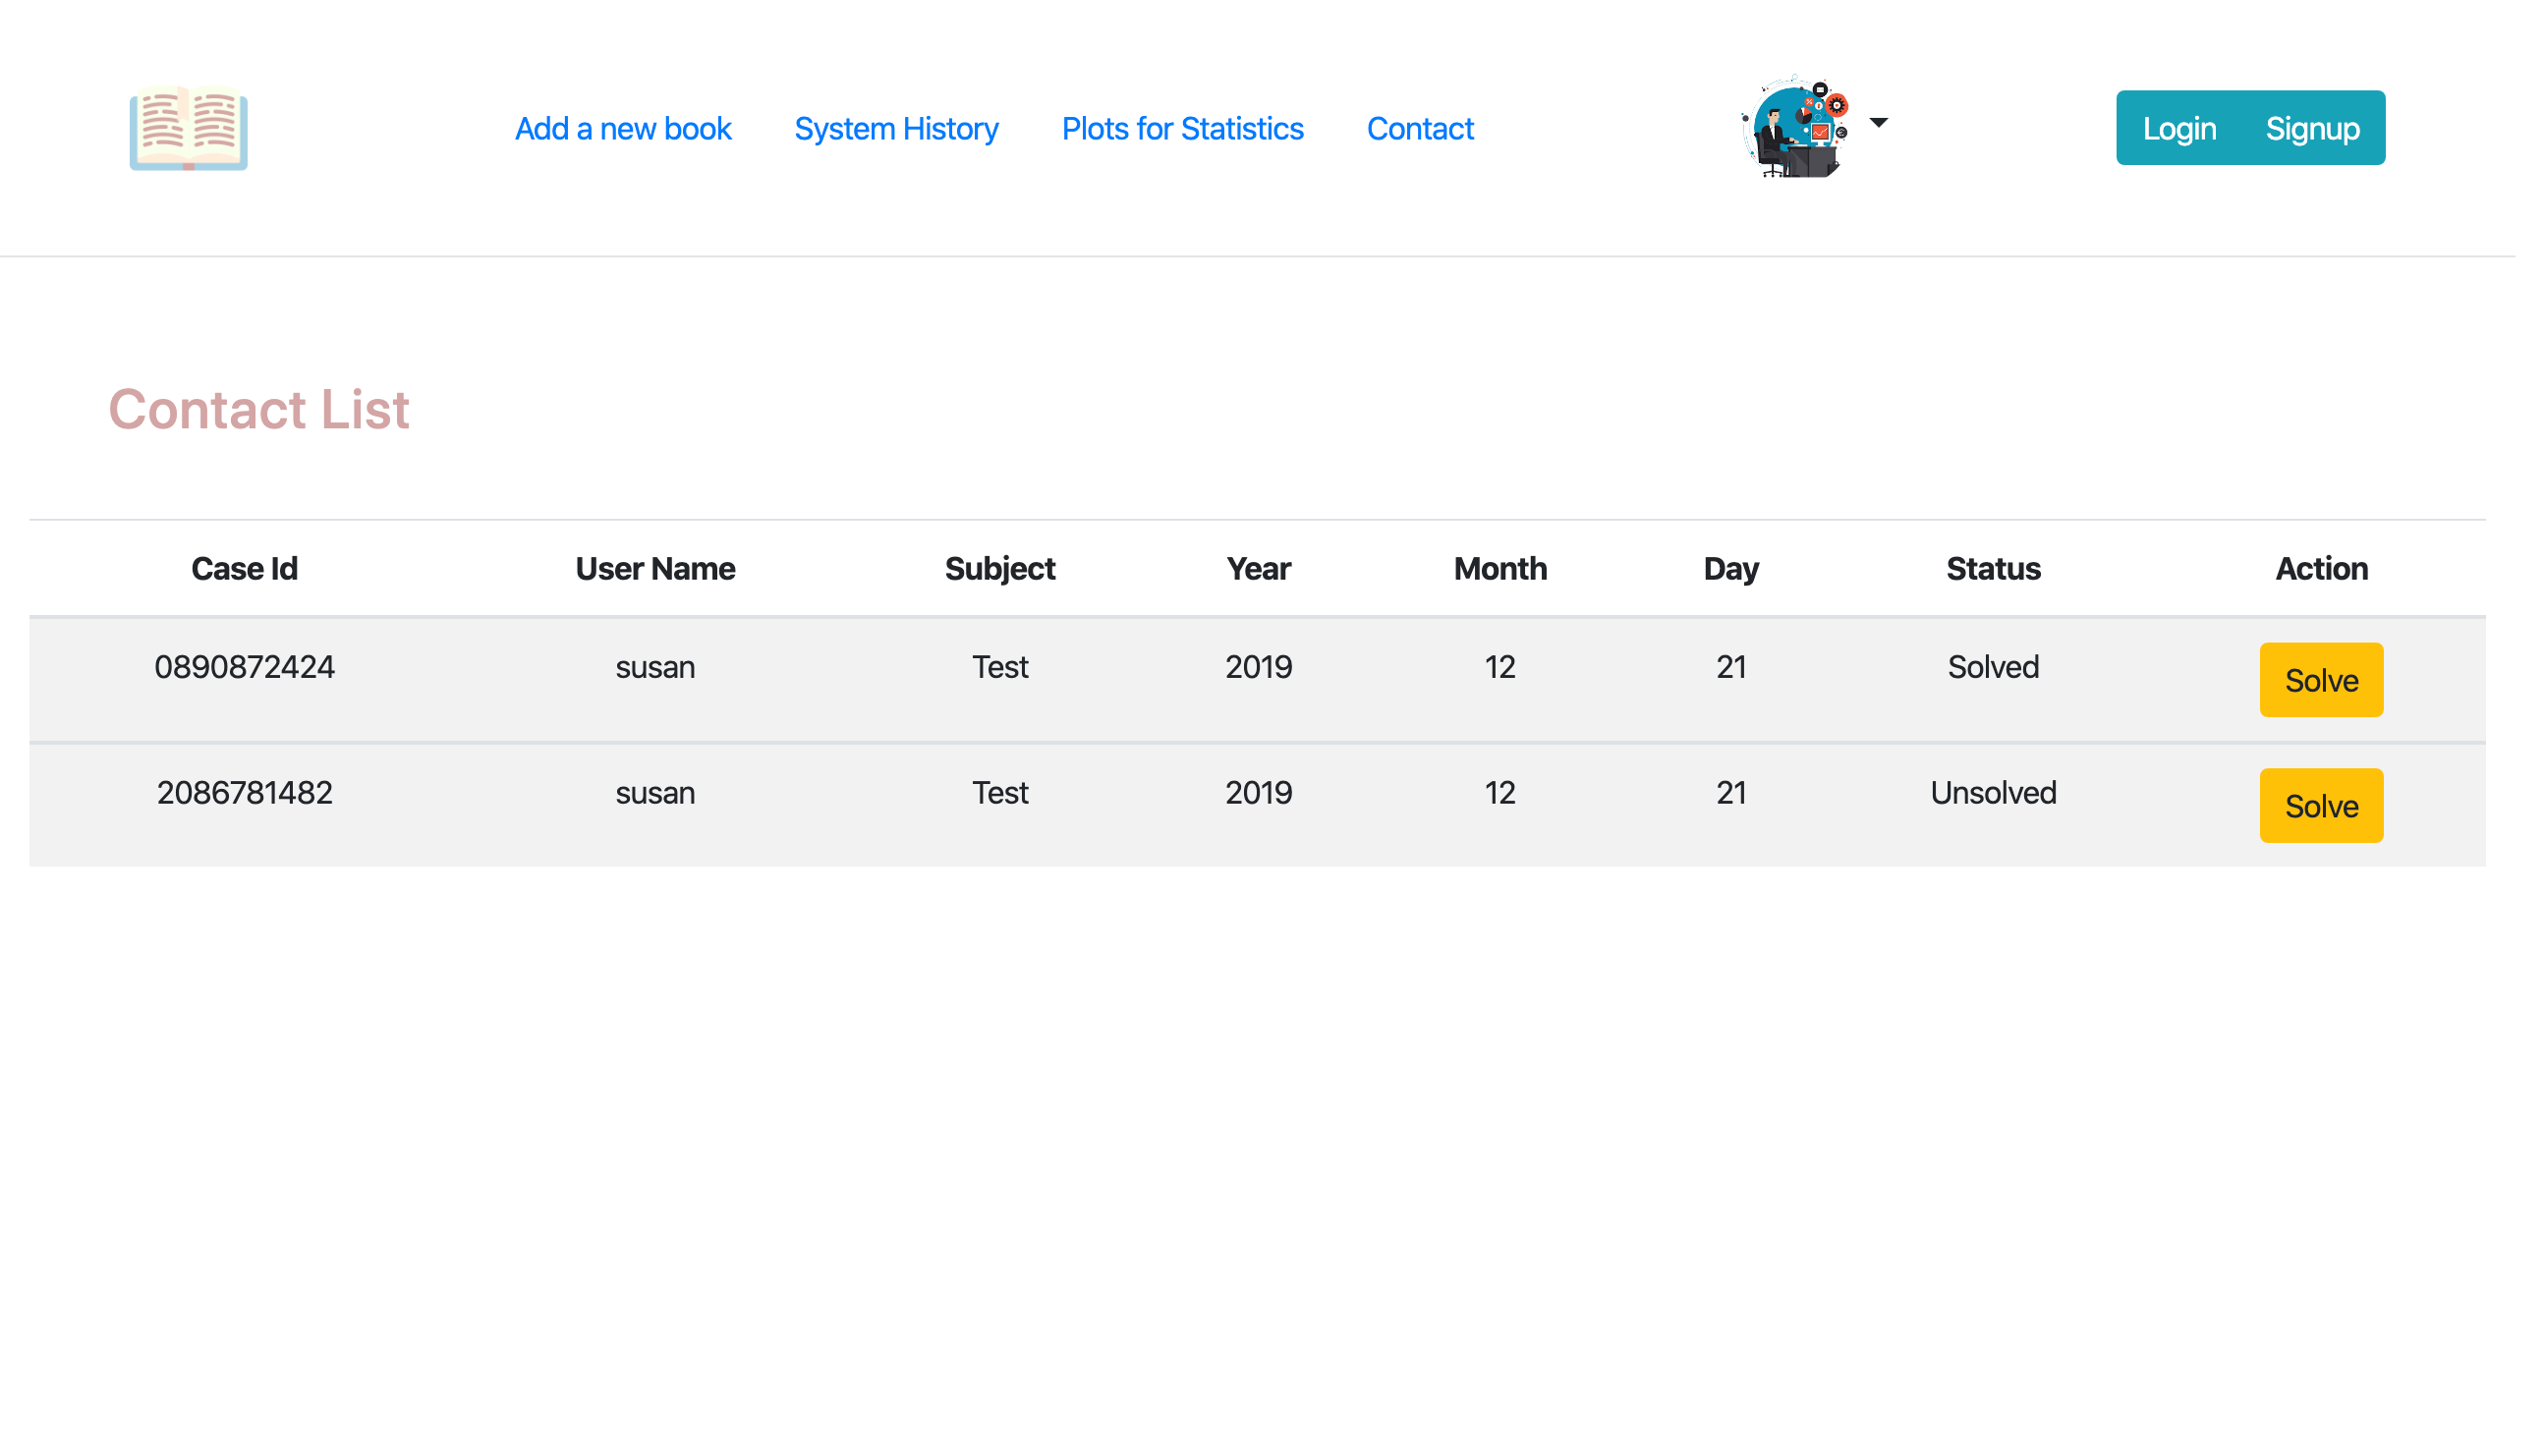 Add a new book System History Plots for Statistics Contact Login Signup
Contact List
Case Id User Name Subject Year Month Day Status Action
0890872424 susan Test 2019 12 21 Solved Solve
2086781482 susan Test 2019 12 21 Unsolved Solve